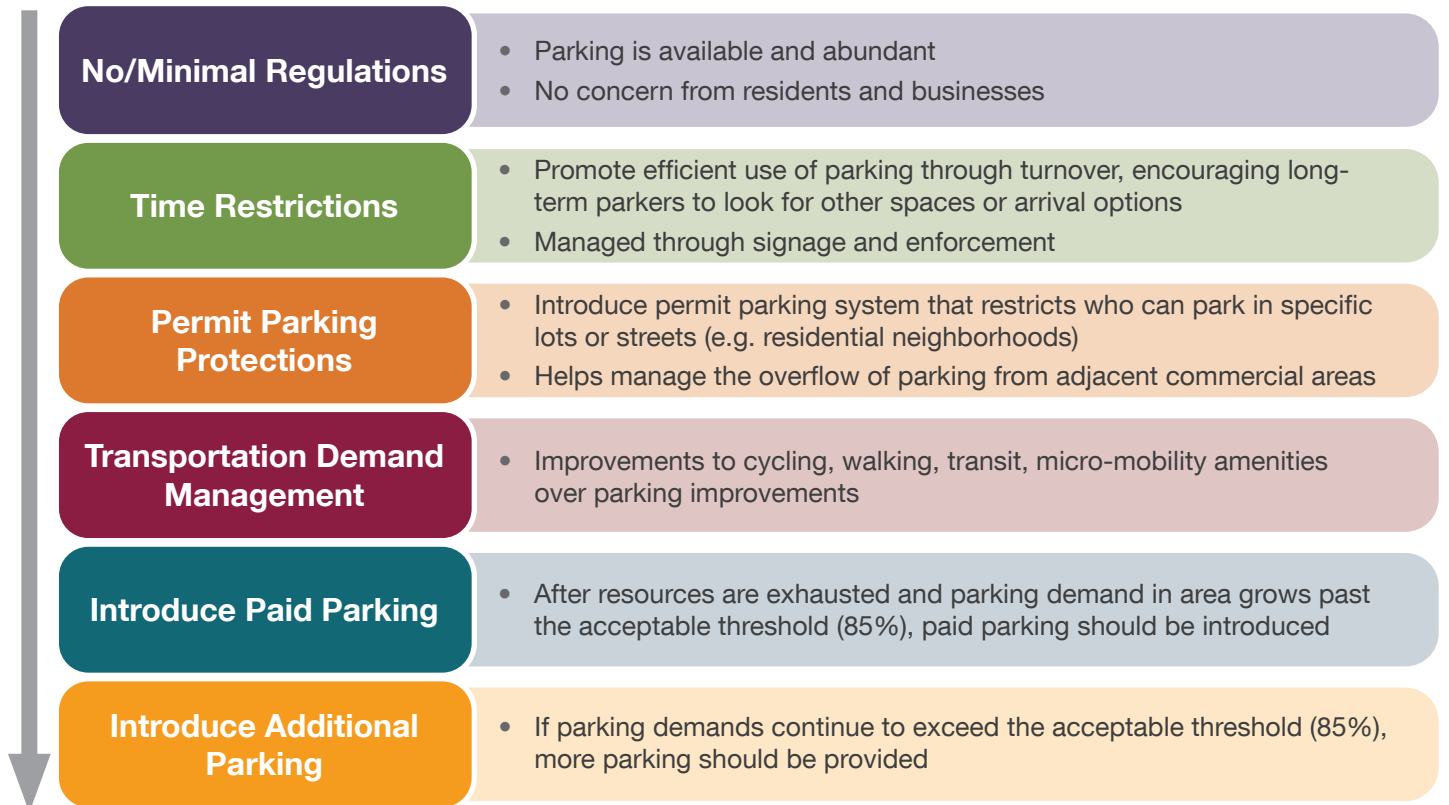 No/Minimal Regulations
• Parking is available and abundant
• No concern from residents and businesses
Time Restrictions
• Promote efficient use of parking through turnover, encouraging long-
term parkers to look for other spaces or arrival options
• Managed through signage and enforcement
Permit Parking
Protections
• Introduce permit parking system that restricts who can park in specific
lots or streets (e.g. residential neighborhoods)
• Helps manage the overflow of parking from adjacent commercial areas
Transportation Demand
Management
• Improvements to cycling, walking, transit, micro-mobility amenities
over parking improvements
Introduce Paid Parking
• After resources are exhausted and parking demand in area grows past
the acceptable threshold (85%), paid parking should be introduced
Introduce Additional
Parking
• If parking demands continue to exceed the acceptable threshold (85%),
more parking should be provided